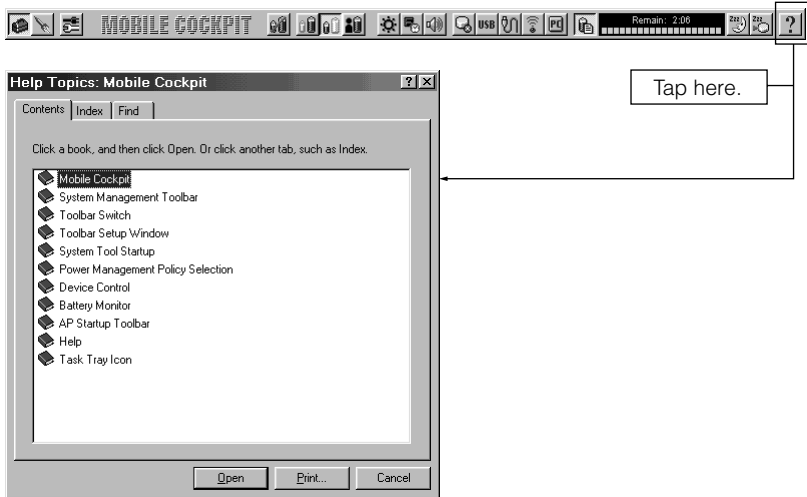 MOBILE COCKPIT
USB
PC
Remain: 2:06
Zzz
Zzz
?
Tap here.
Help Topics: Mobile Cockpit
Contents
Index
Find
Click a book, and then click Open. Or click another tab, such as Index.
Mobile Cockpit
System Management Toolbar
Toolbar Switch
Toolbar Setup Window
System Tool Startup
Power Management Policy Selection
Device Control
Battery Monitor
AP Startup Toolbar
Help
Task Tray Icon
Open
Print...
Cancel